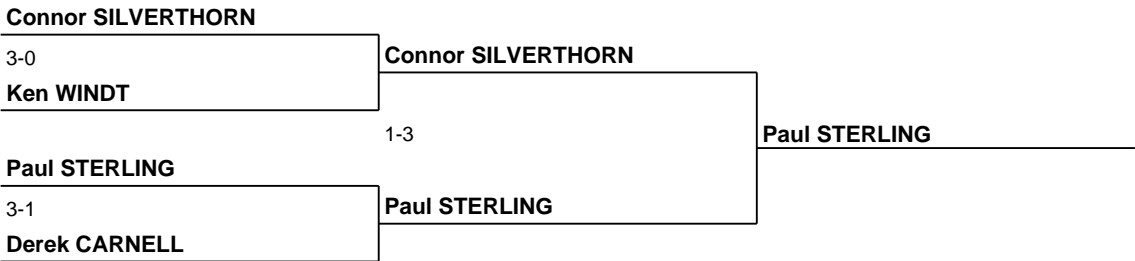 Connor SILVERTHORN
3-0
Connor SILVERTHORN
Ken WINDT
1-3
Paul STERLING
Paul STERLING
3-1
Paul STERLING
Derek CARNELL